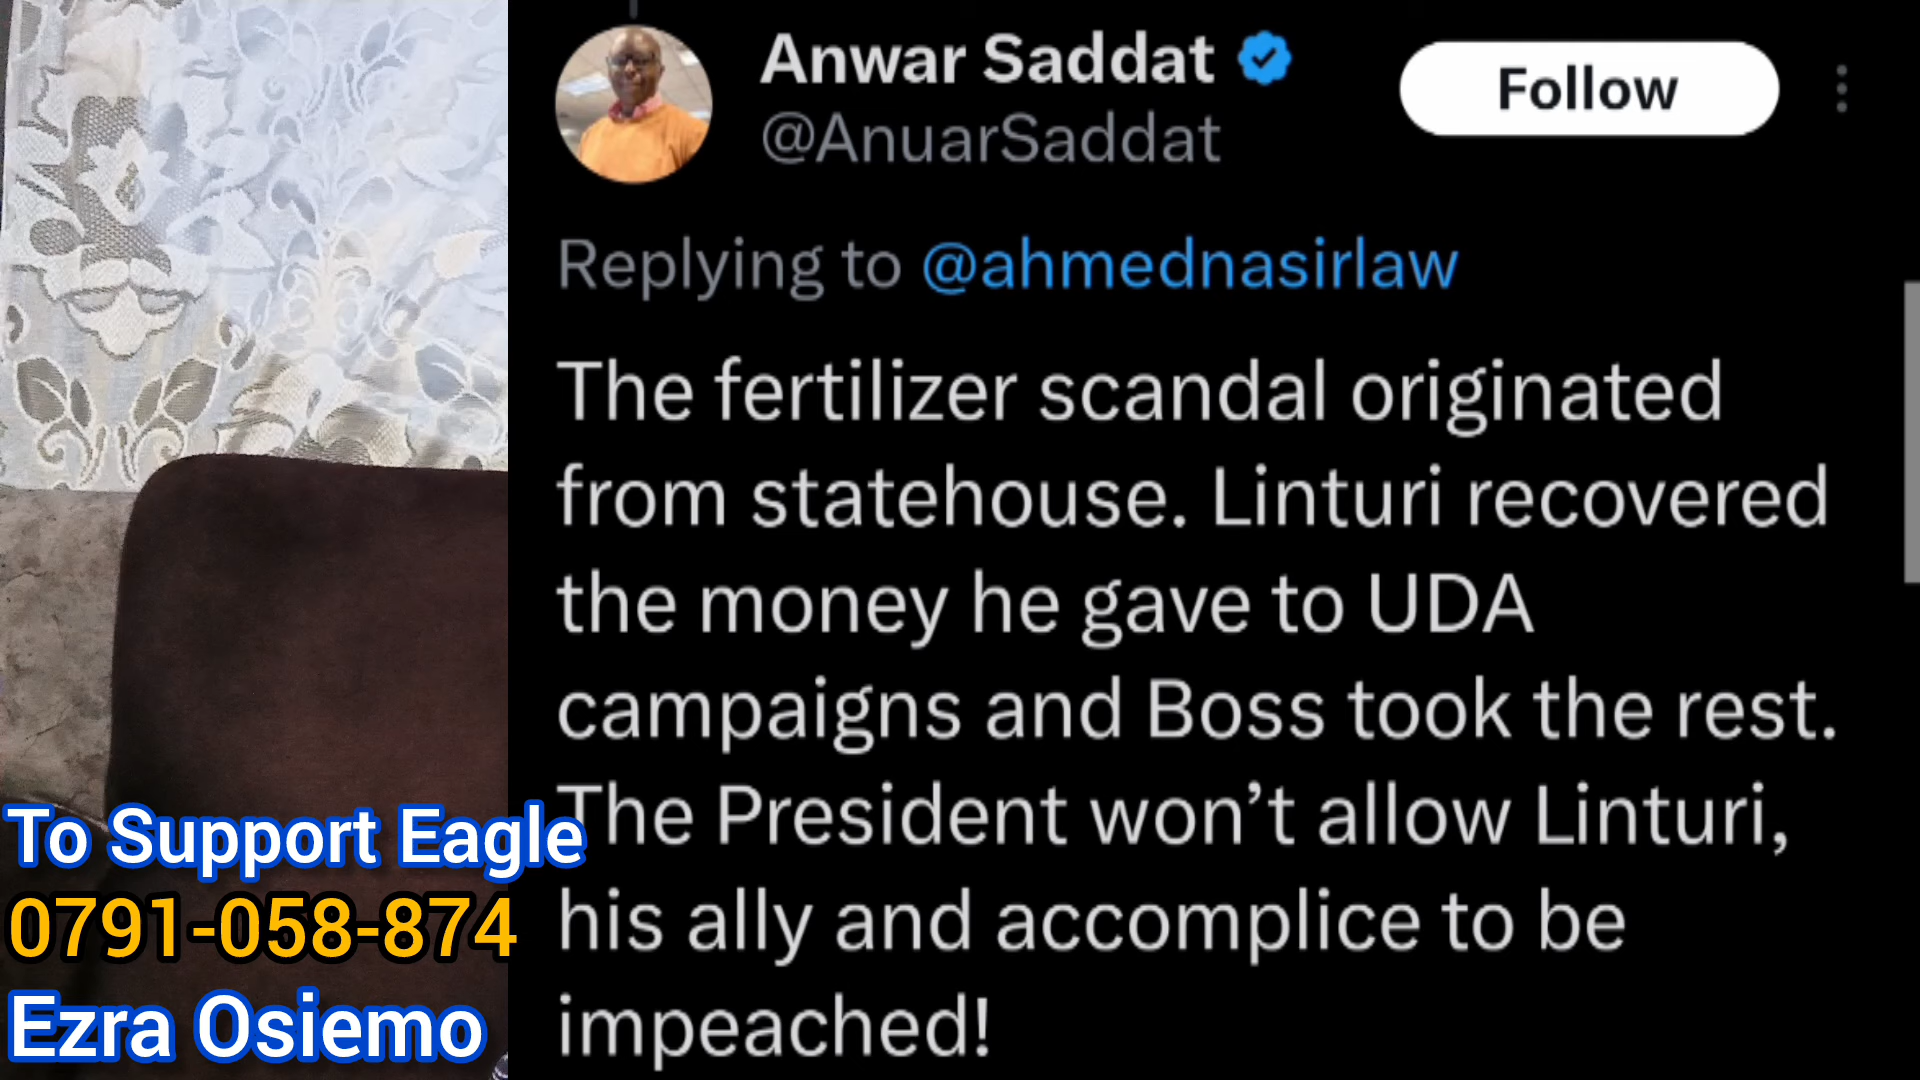 Anwar Saddat
@AnuarSaddat
Follow
Replying to @ahmednasirlaw
The fertilizer scandal originated
from statehouse. Linturi recovered
the money he gave to UDA
campaigns and Boss took the rest.
The President won’t allow Linturi,
his ally and accomplice to be
impeached!
To Support Eagle
0791-058-874
Ezra Osiemo